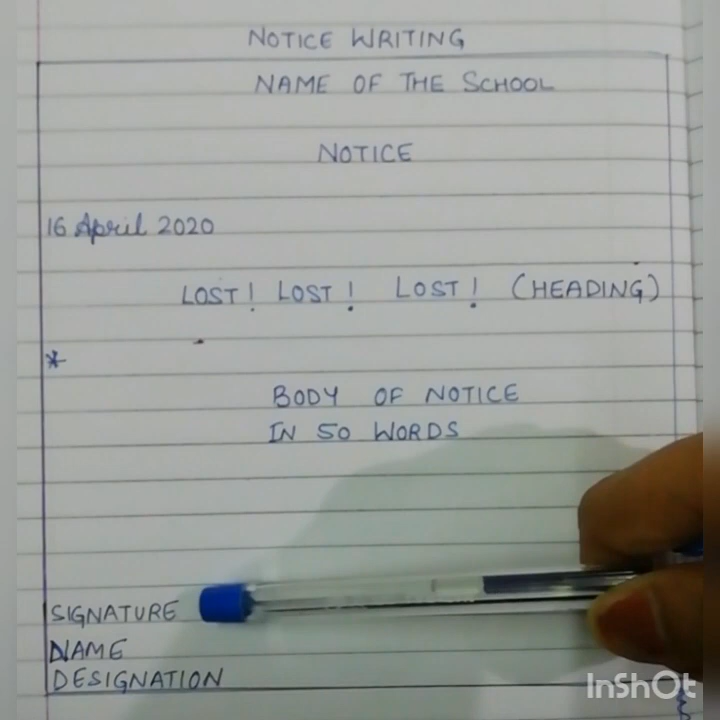 NOTICE WRITING
NAME OF THE SCHOOL
NOTICE
16 April 2020
LOST! LOST! LOST! (HEADING)
*
BODY OF NOTICE
IN 50 WORDS
SIGNATURE
NAME
DESIGNATION
InShOt